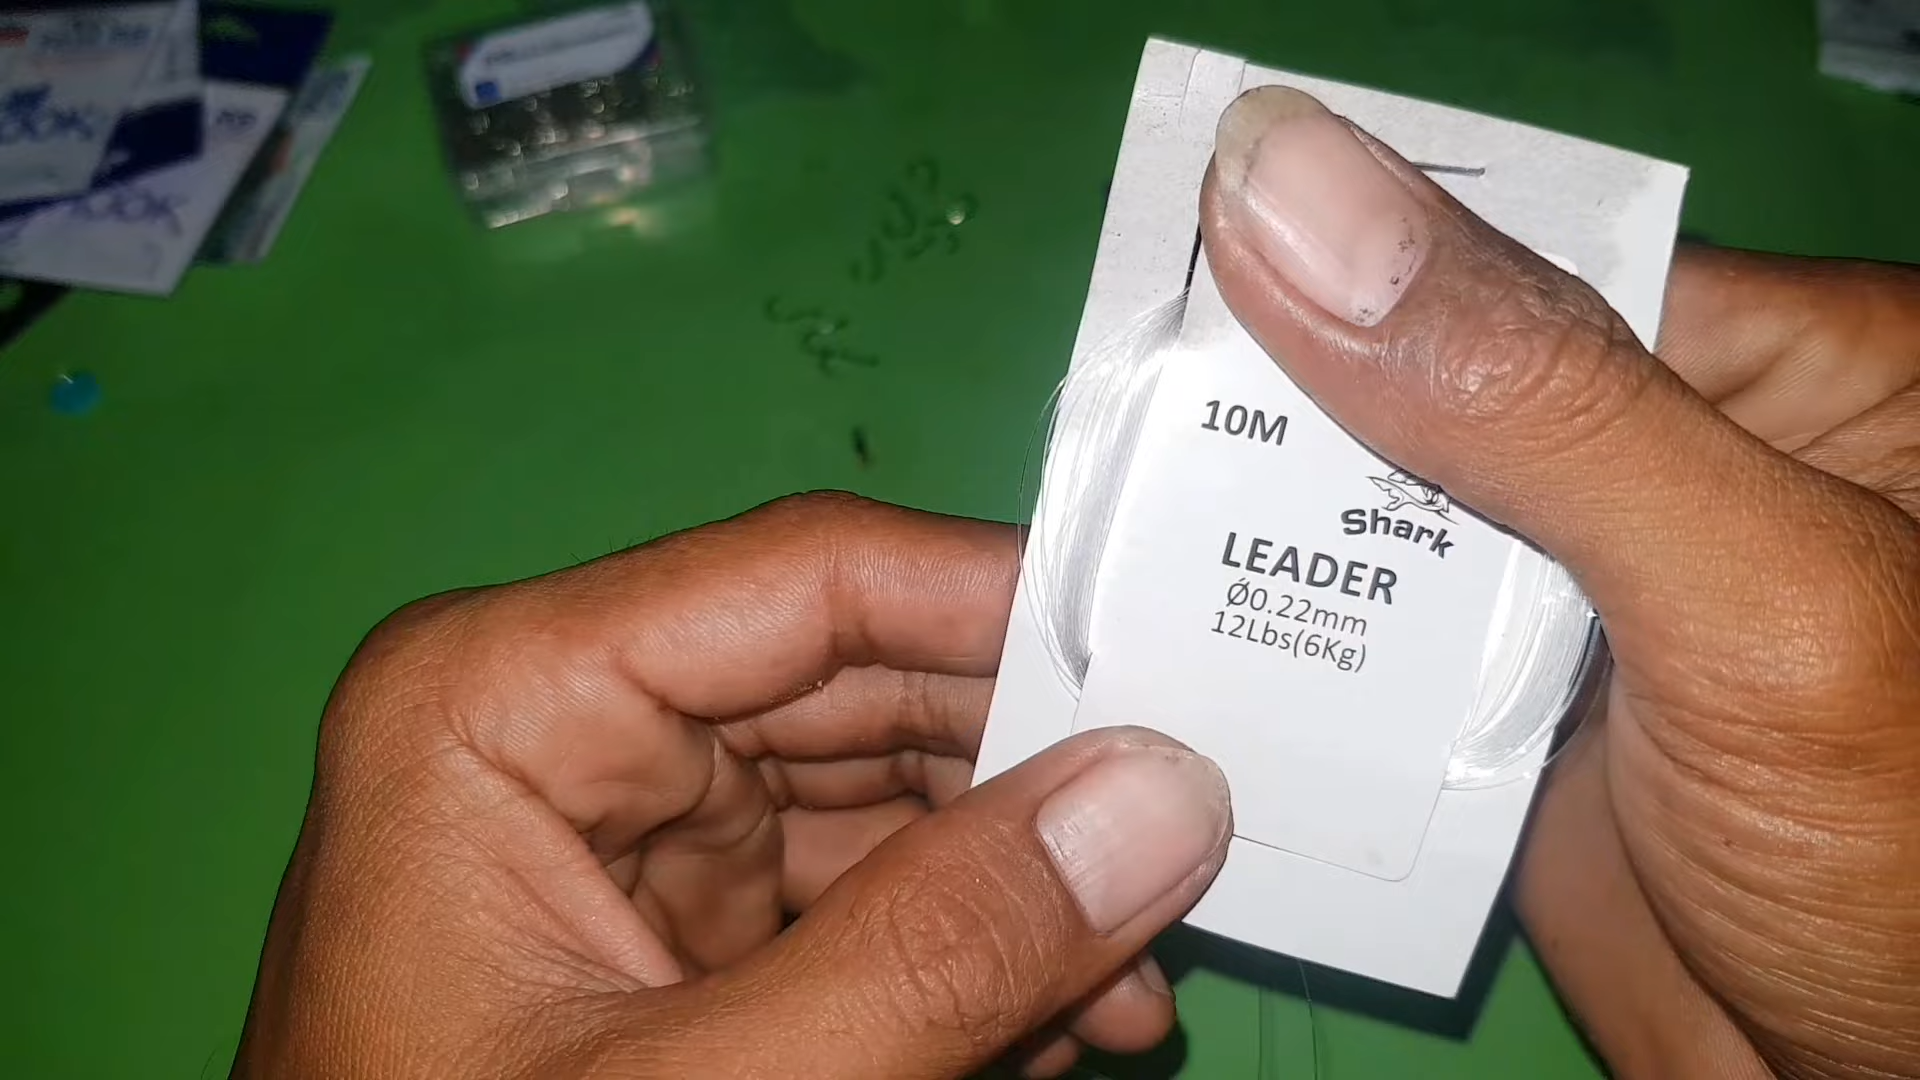 10M
Shark
LEADER
Ø0.22mm
12Lbs(6Kg)